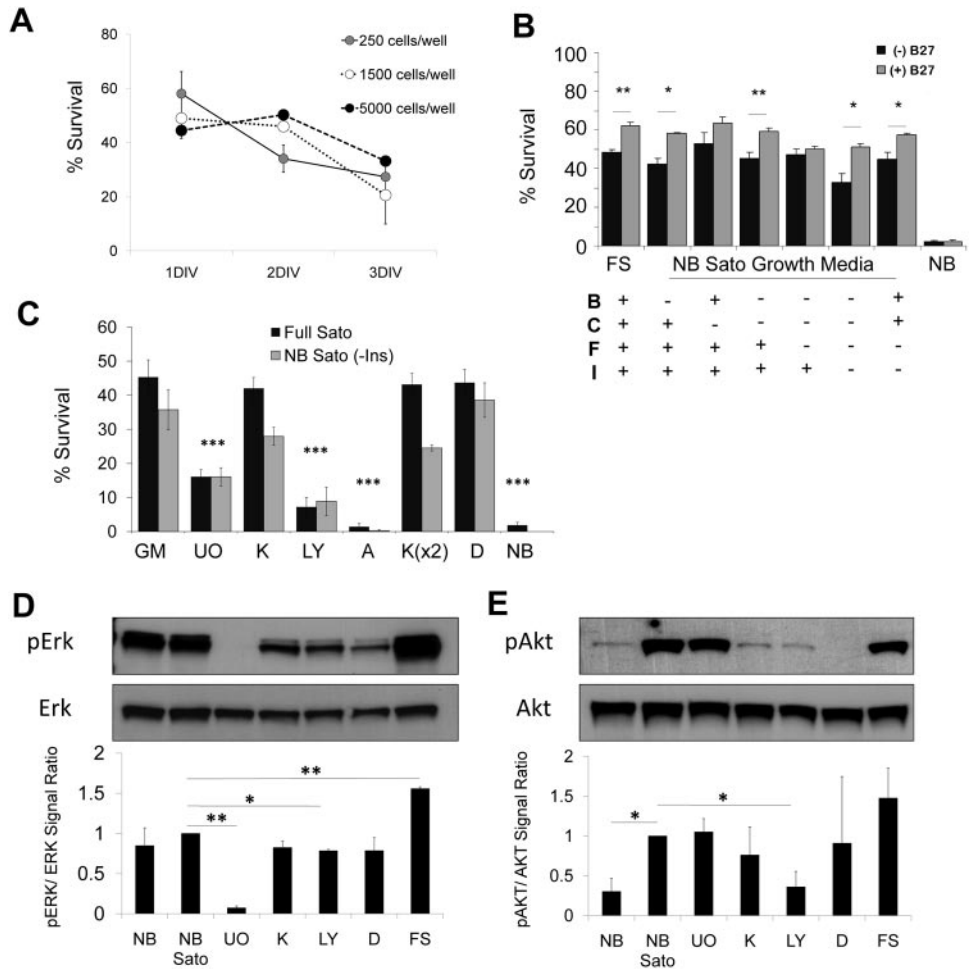 A
250 cells/well
1500 cells/well
5000 cells/well
% Survival
80
60
40
20
0
1DIV 2DIV 3DIV
B
(-) B27
(+) B27
% Survival
100
80
60
40
20
0
** * ** * *
FS NB Sato Growth Media NB
B + - + - - - +
C + + - - - - +
F + + + + - - -
I + + + + + - -
C
Full Sato
NB Sato (-Ins)
% Survival
60
50
40
30
20
10
0
*** *** *** ***
GM UO K LY A K(x2) D NB
D
pErk
Erk
pERK/ ERK Signal Ratio
2
1.5
1
0.5
0
**
*
**
NB NB Sato UO K LY D FS
E
pAkt
Akt
pAKT/ AKT Signal Ratio
2
1.5
1
0.5
0
* *
NB NB Sato UO K LY D FS